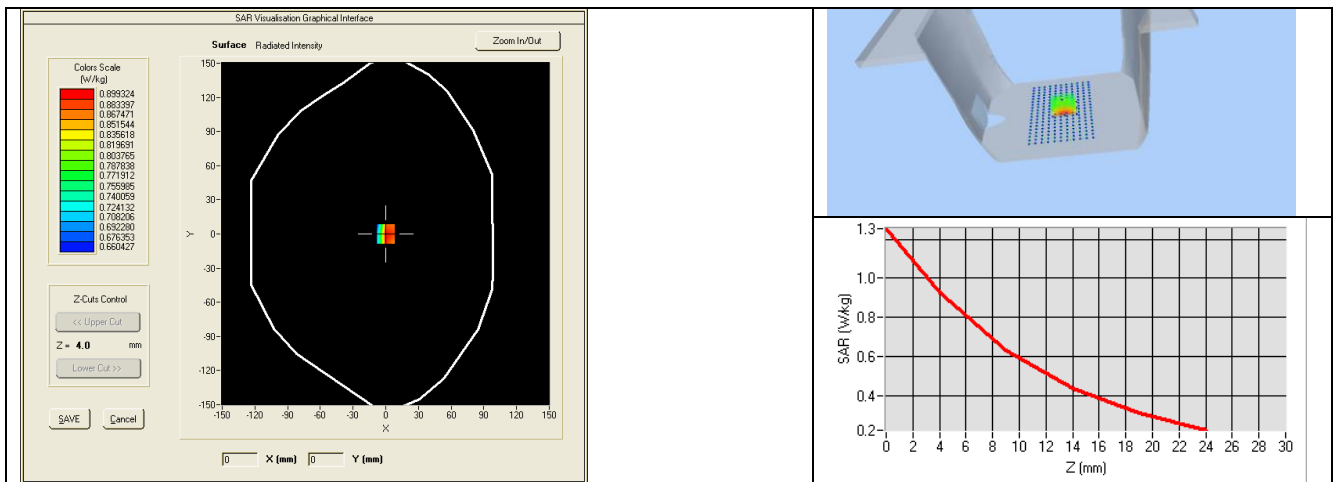 SAR Visualisation Graphical Interface
Surface Radiated Intensity
Zoom In/Out
Colors Scale
(W/kg)
0.899324
0.883397
0.867471
0.851544
0.835618
0.819691
0.803765
0.787838
0.771912
0.755985
0.740059
0.724132
0.708206
0.692280
0.676353
0.660427
Z-Cuts Control
<< Upper Cut
Z = 4.0 mm
Lower Cut >>
SAVE Cancel
150
120
90
60
30
0
-30
-60
-90
-120
-150
Y
-150 -120 -90 -60 -30 0 30 60 90 120 150
X
0 X (mm) 0 Y (mm)
1.3
1.0
0.8
0.6
0.4
0.2
SAR (W/kg)
0 2 4 6 8 10 12 14 16 18 20 22 24 26 28 30
Z (mm)